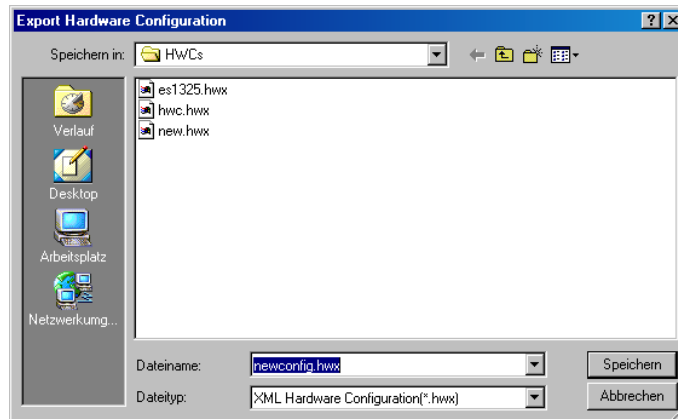 Export Hardware Configuration
Speichern in: HWCs
es1325.hwx
hwc.hwx
new.hwx
Verlauf
Desktop
Arbeitsplatz
Netzwerkumg...
Dateiname: newconfig.hwx Speichern
Dateityp: XML Hardware Configuration(*.hwx) Abbrechen